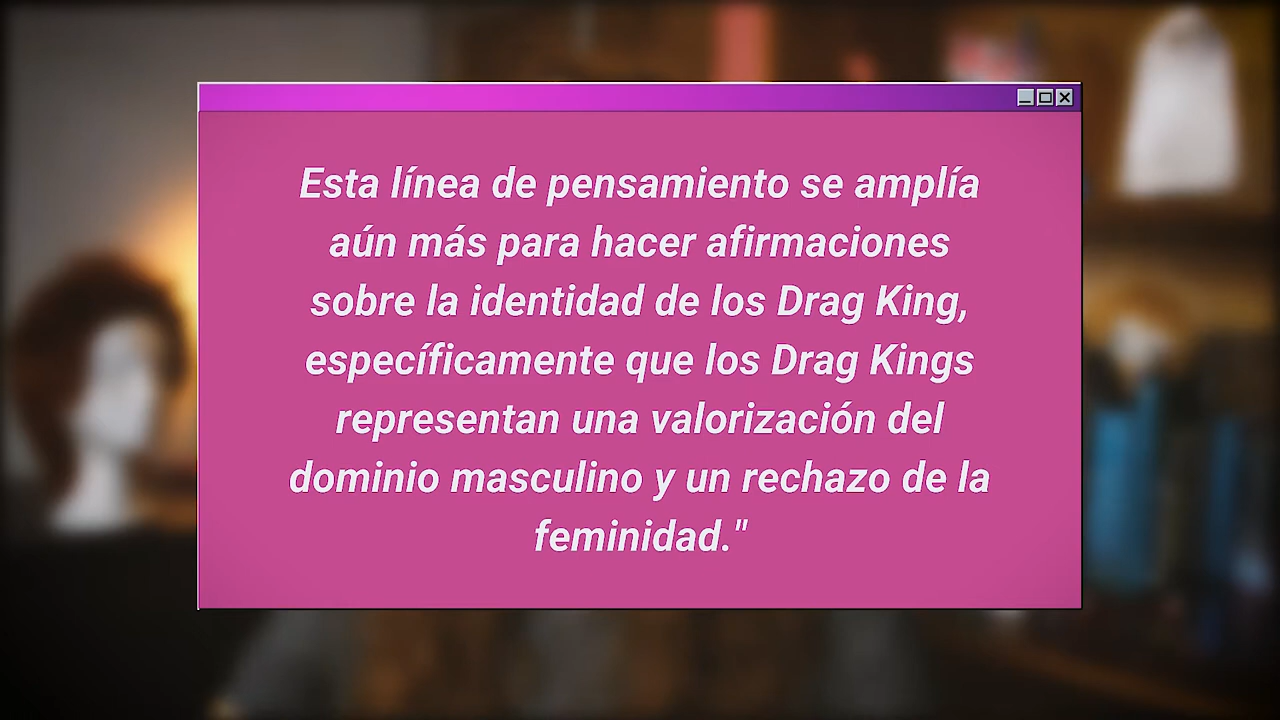 Esta línea de pensamiento se amplía
aún más para hacer afirmaciones
sobre la identidad de los Drag King,
específicamente que los Drag Kings
representan una valorización del
dominio masculino y un rechazo de la
feminidad."